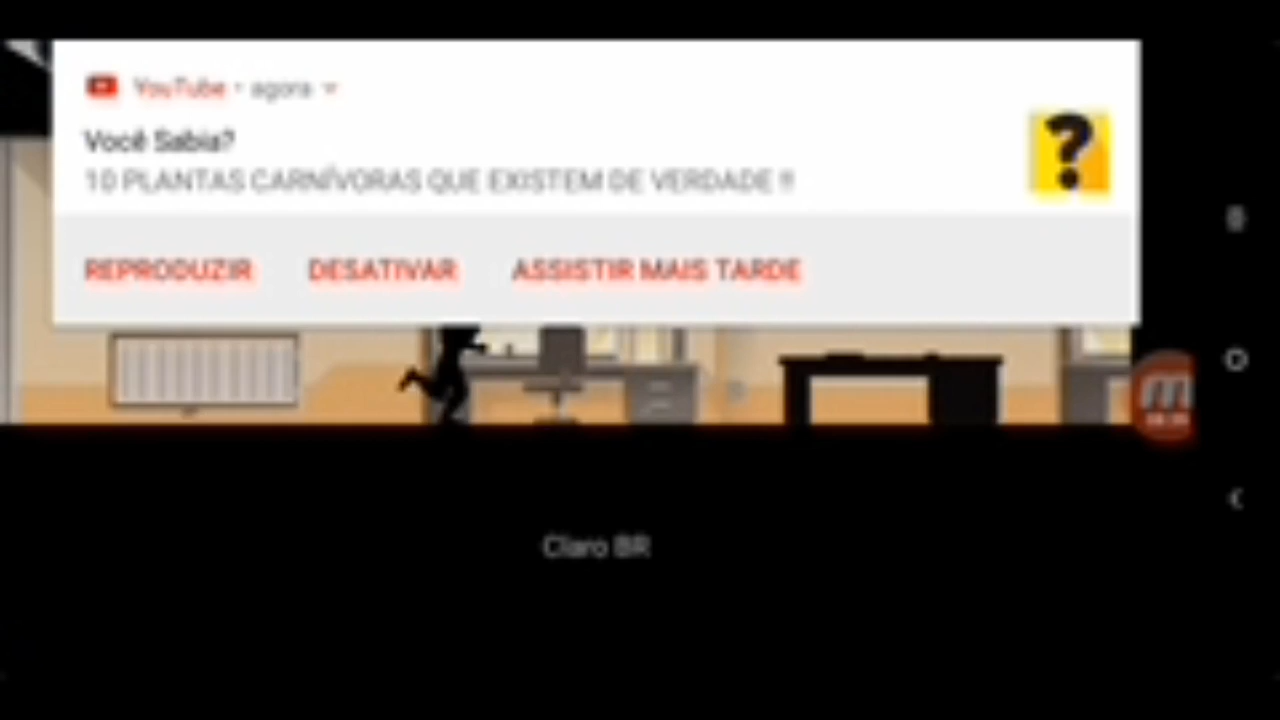 YouTube • agora
Você Sabia?
10 PLANTAS CARNÍVORAS QUE EXISTEM DE VERDADE !!
REPRODUZIR DESATIVAR ASSISTIR MAIS TARDE
Claro BR